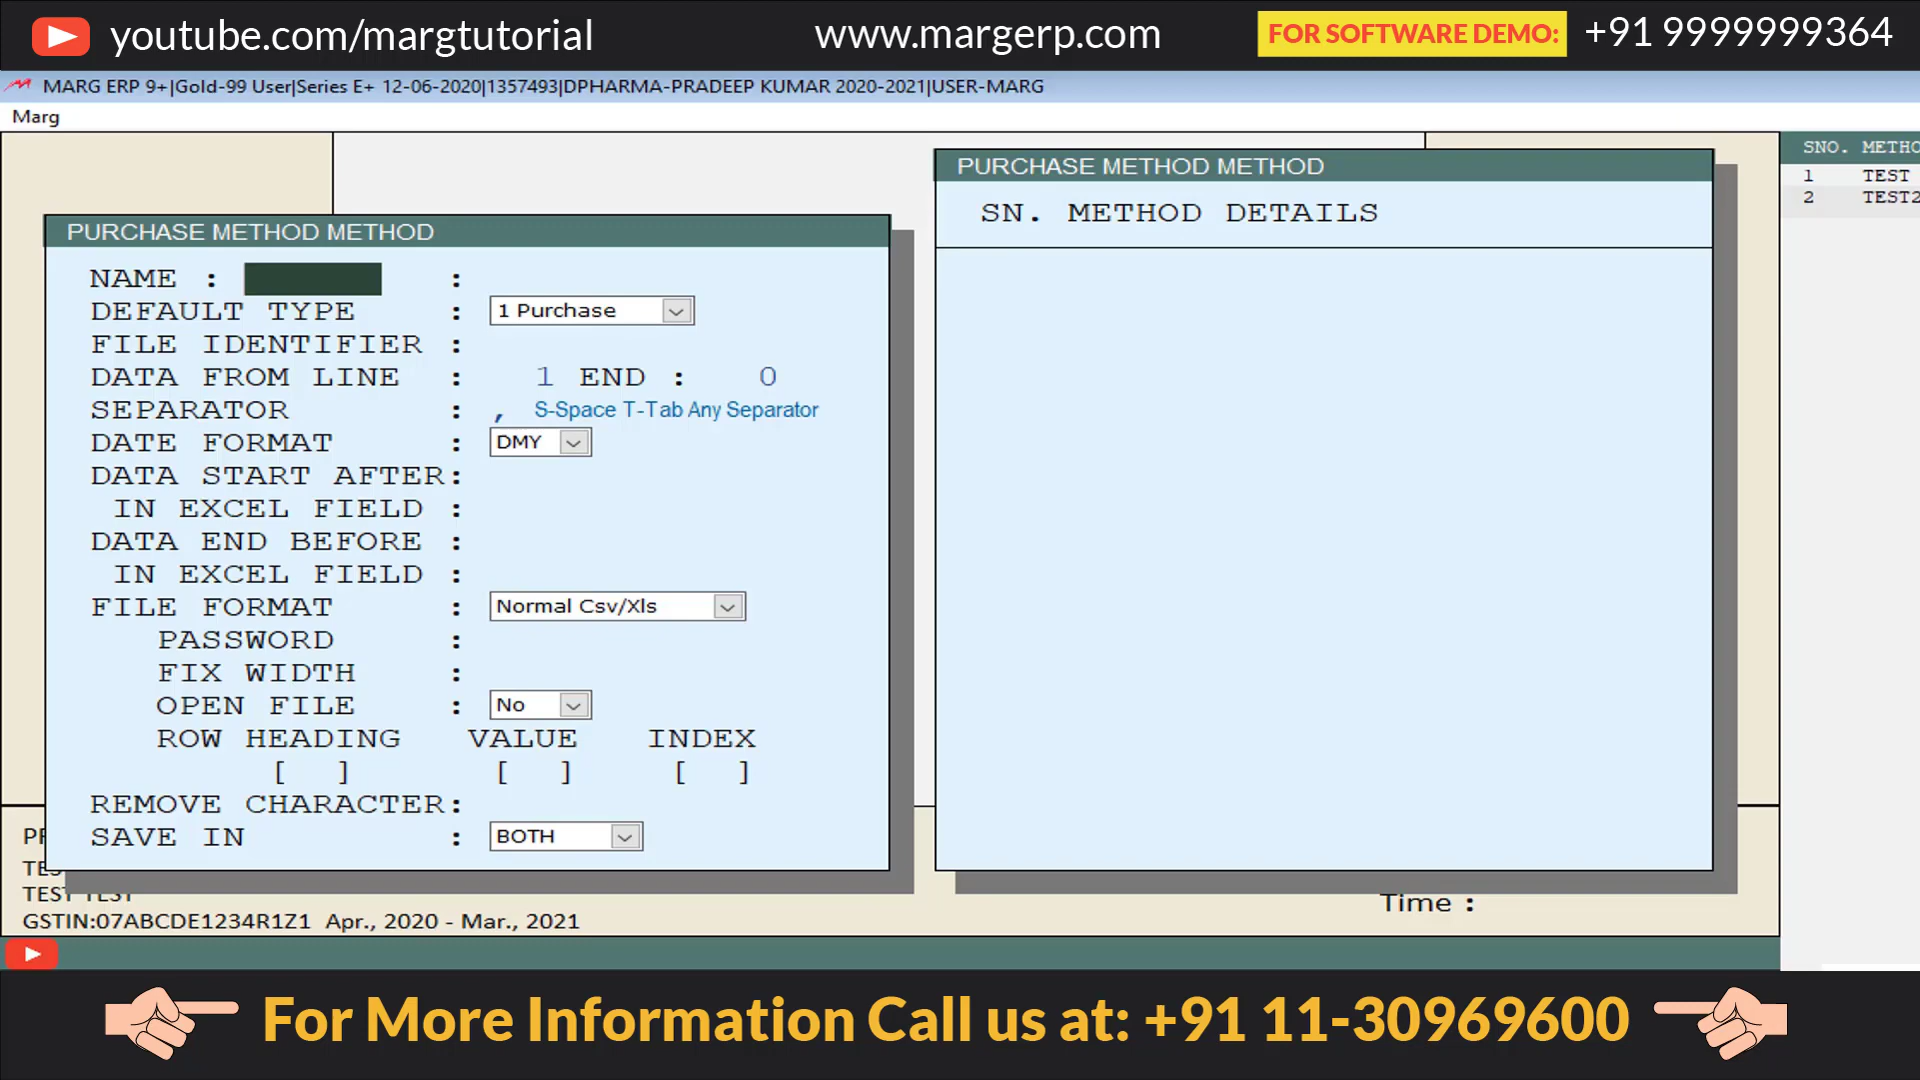 youtube.com/margtutorial
www.margerp.com
FOR SOFTWARE DEMO: +91 9999999364
MARG ERP 9+|Gold-99 User|Series E+ 12-06-2020|1357493|DPHARMA-PRADEEP KUMAR 2020-2021|USER-MARG
Marg
PURCHASE METHOD METHOD
NAME : :
DEFAULT TYPE : 1 Purchase
FILE IDENTIFIER :
DATA FROM LINE : 1 END : 0
SEPARATOR : , S-Space T-Tab Any Separator
DATE FORMAT : DMY
DATA START AFTER:
IN EXCEL FIELD :
DATA END BEFORE :
IN EXCEL FIELD :
FILE FORMAT : Normal Csv/Xls
PASSWORD :
FIX WIDTH :
OPEN FILE : No
ROW HEADING VALUE INDEX
[ ] [ ] [ ]
REMOVE CHARACTER:
SAVE IN : BOTH
PURCHASE METHOD METHOD
SN. METHOD DETAILS
SNO. METHO
1 TEST
2 TEST2
TEST TEST
GSTIN:07ABCDE1234R1Z1 Apr., 2020 - Mar., 2021
Time :
For More Information Call us at: +91 11-30969600